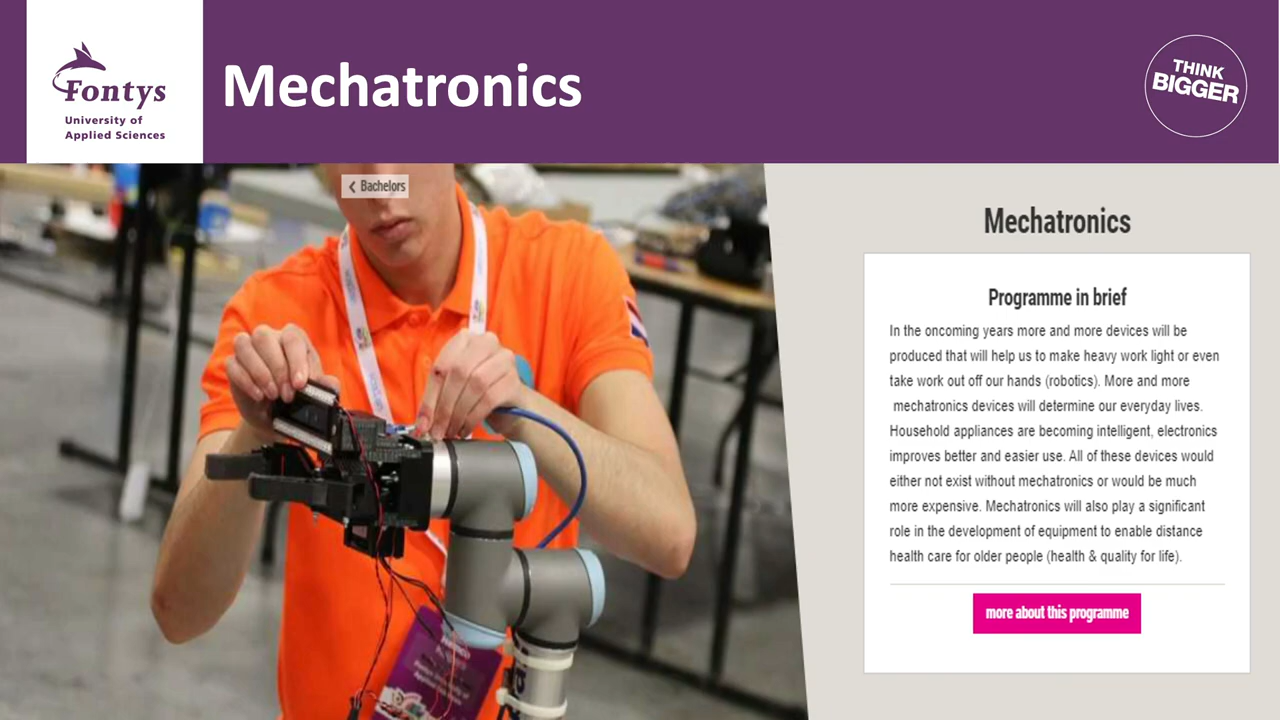 Fontys
University of
Applied Sciences
Mechatronics
THINK
BIGGER
Bachelors
Mechatronics
Programme in brief
In the oncoming years more and more devices will be
produced that will help us to make heavy work light or even
take work out off our hands (robotics). More and more
mechatronics devices will determine our everyday lives.
Household appliances are becoming intelligent, electronics
improves better and easier use. All of these devices would
either not exist without mechatronics or would be much
more expensive. Mechatronics will also play a significant
role in the development of equipment to enable distance
health care for older people (health & quality for life).
more about this programme